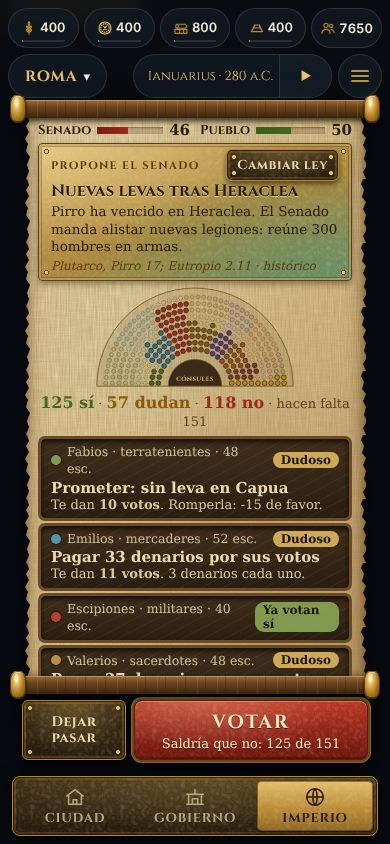 400 400 800 400 7650
ROMA ▾ IANUARIUS · 280 A.C.
SENADO 46 PUEBLO 50
PROPONE EL SENADO CAMBIAR LEY
NUEVAS LEVAS TRAS HERACLEA
Pirro ha vencido en Heraclea. El Senado
manda alistar nuevas legiones: reúne 300
hombres en armas.
Plutarco, Pirro 17; Eutropio 2.11 · histórico
CONSULES
125 sí · 57 dudan · 118 no · hacen falta
151
Fabios · terratenientes · 48
esc.
Dudoso
Prometer: sin leva en Capua
Te dan 10 votos. Romperla: -15 de favor.
Emilios · mercaderes · 52 esc. Dudoso
Pagar 33 denarios por sus votos
Te dan 11 votos. 3 denarios cada uno.
Escipiones · militares · 40
esc.
Ya votan
sí
Valerios · sacerdotes · 48 esc. Dudoso
DEJAR
PASAR
VOTAR
Saldría que no: 125 de 151
CIUDAD GOBIERNO IMPERIO